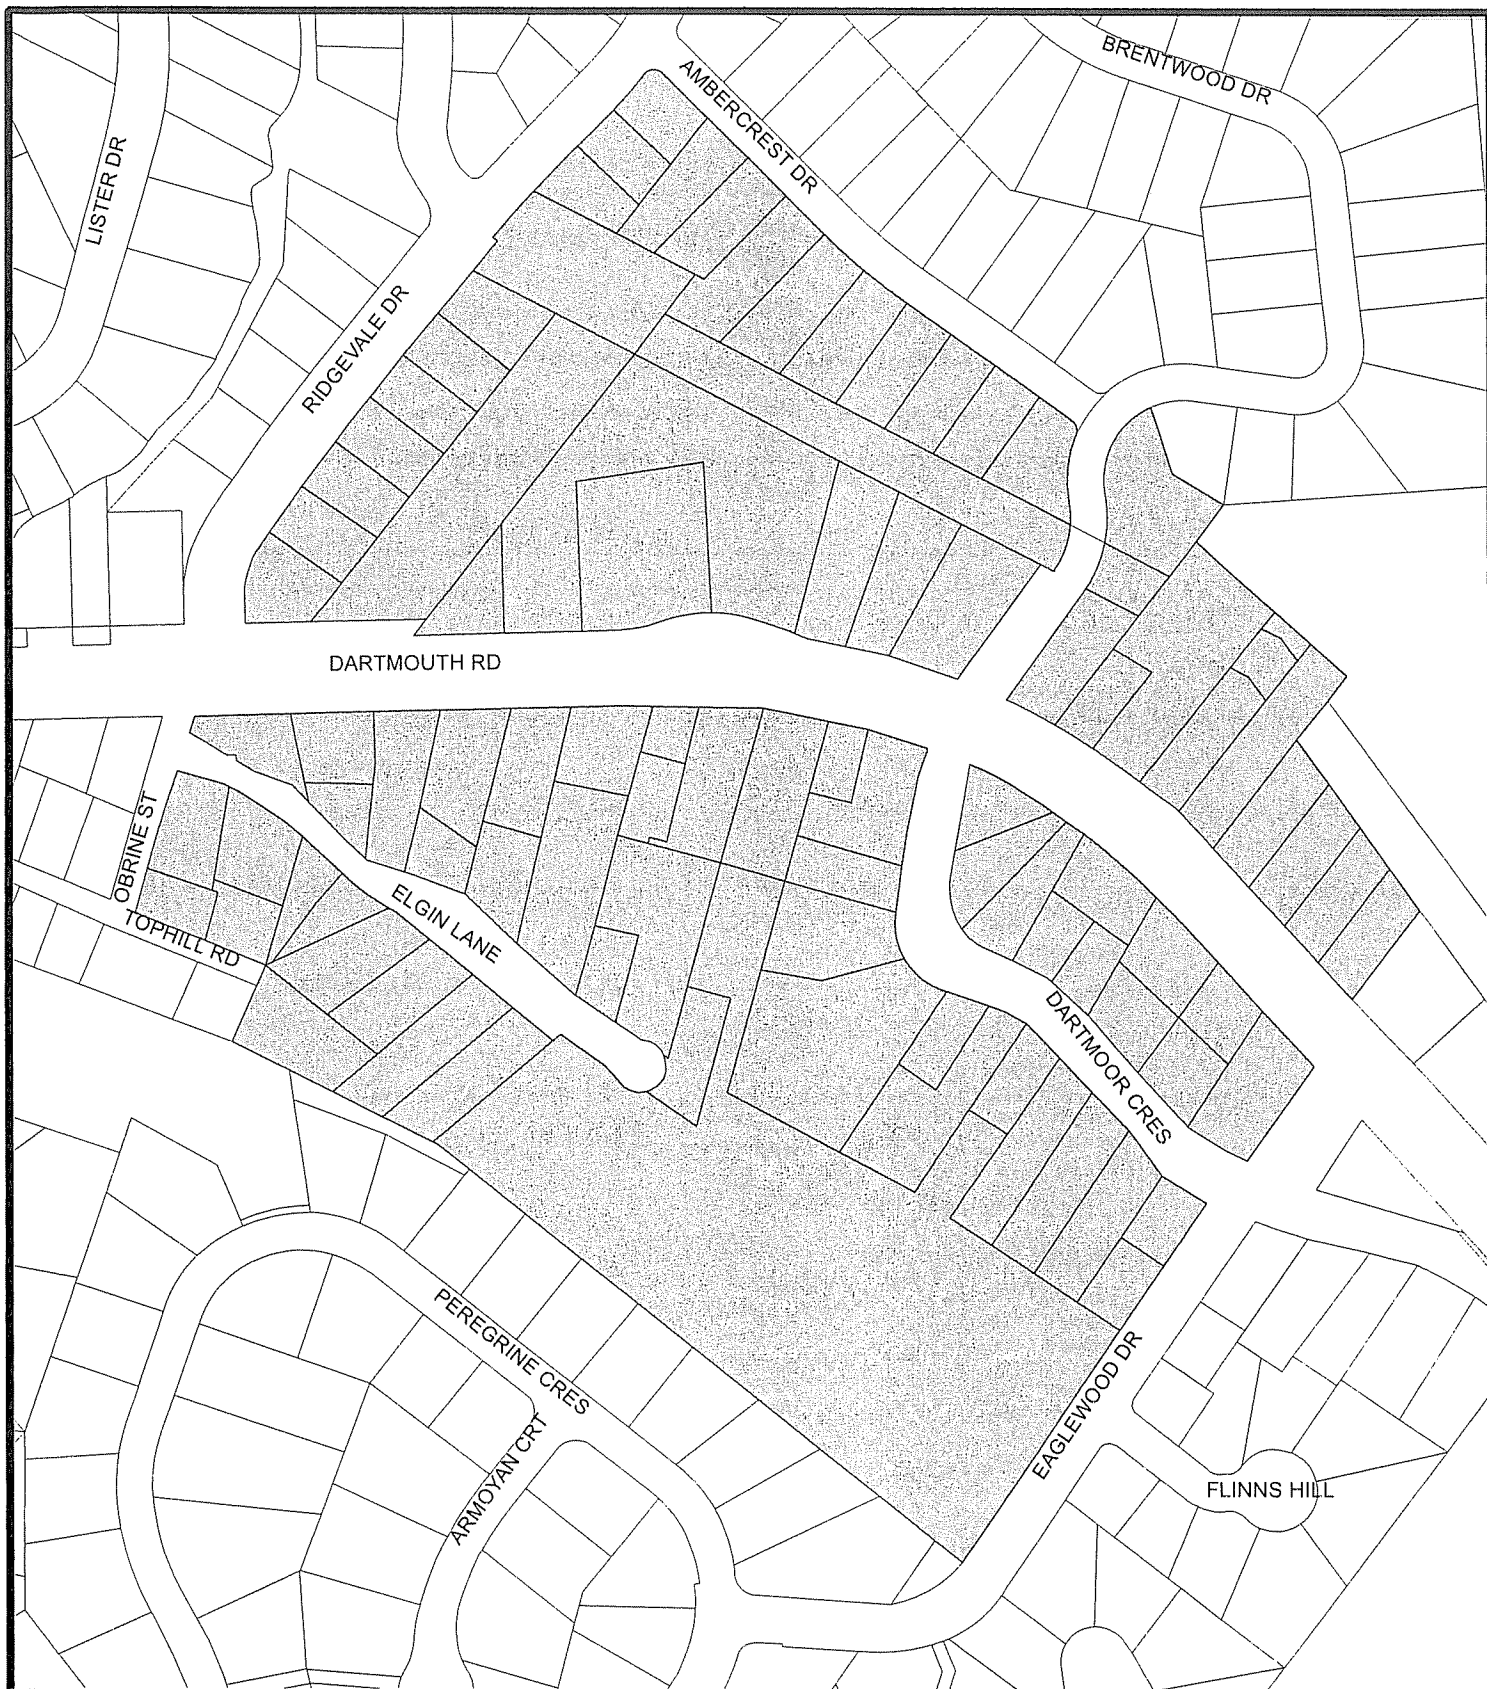 BRENTWOOD DR
AMBERCREST DR
LISTER DR
RIDGEVALE DR
DARTMOUTH RD
OBRINE ST
ELGIN LANE
TOPHILL RD
DARTMOOR CRES
PEREGRINE CRES
EAGLEWOOD DR
ARMOYAN CRT
FLINNS HILL